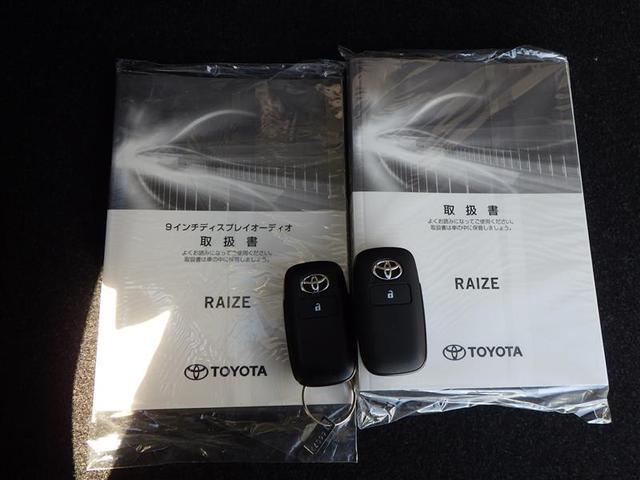 9インチディスプレイオーディオ
取扱書
よくお読みになってご使用ください。
取扱書は車の中に保管しましょう。
RAIZE
TOYOTA
取扱書
よくお読みになってご使用ください。
取扱書は車の中に保管しましょう。
RAIZE
TOYOTA